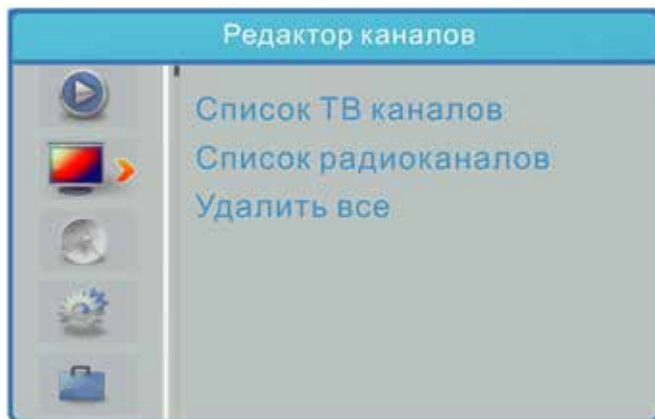 Редактор каналов
Список ТВ каналов
Список радиоканалов
Удалить все